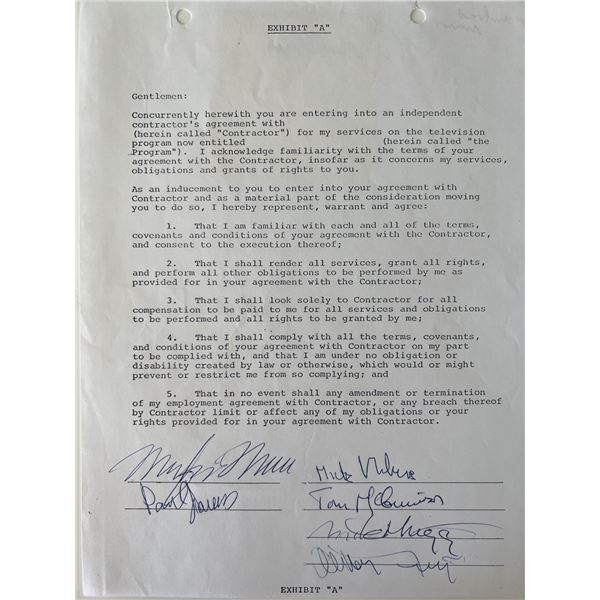 EXHIBIT "A"
Gentlemen:
Concurrently herewith you are entering into an independent
contractor's agreement with
(herein called "Contractor") for my services on the television
program now entitled (herein called "the
Program"). I acknowledge familiarity with the terms of your
agreement with the Contractor, insofar as it concerns my services,
obligations and grants of rights to you.
As an inducement to you to enter into your agreement with
Contractor and as a material part of the consideration moving
you to do so, I hereby represent, warrant and agree:
1. That I am familiar with each and all of the terms,
covenants and conditions of your agreement with the Contractor,
and consent to the execution thereof;
2. That I shall render all services, grant all rights,
and perform all other obligations to be performed by me as
provided for in your agreement with the Contractor;
3. That I shall look solely to Contractor for all
compensation to be paid to me for all services and obligations
to be performed and all rights to be granted by me;
4. That I shall comply with all the terms, covenants,
and conditions of your agreement with Contractor on my part
to be complied with, and that I am under no obligation or
disability created by law or otherwise, which would or might
prevent or restrict me from so complying; and
5. That in no event shall any amendment or termination
of my employment agreement with Contractor, or any breach thereof
by Contractor limit or affect any of my obligations or your
rights provided for in your agreement with Contractor.
Mick
Paul
Tom McGuinness
EXHIBIT "A"